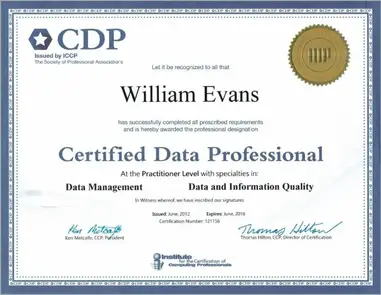 CDP
Issued by ICCP
The Society of Professional Associations
Let it be recognized to all that
William Evans
has successfully completed all prescribed requirements
and is hereby awarded the professional designation
Certified Data Professional
At the Practitioner Level with specialties in:
Data Management Data and Information Quality
In Witness whereof, we have inscribed our signatures
Issued: June, 2012 Expires: June, 2016
Certification Number: 121156
Ken Metcalfe Thomas Hilton
Ken Metcalfe, CCP, President Thomas Hilton, CCP, Director of Certification
Institute
for the Certification of
Computing Professionals